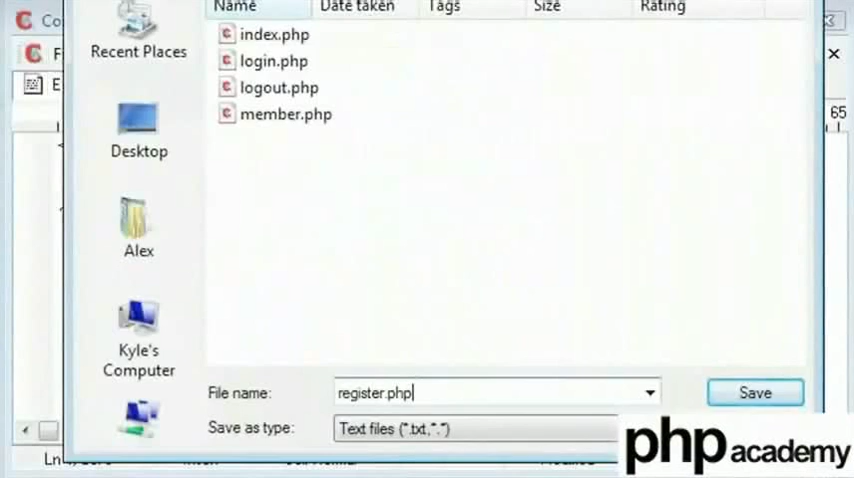 Name Date taken Tags Size Rating
Co
Recent Places
index.php
login.php
logout.php
member.php
65
Desktop
Alex
Kyle's
Computer
File name: register.php Save
Save as type: Text files (*.txt,*.*)
php academy